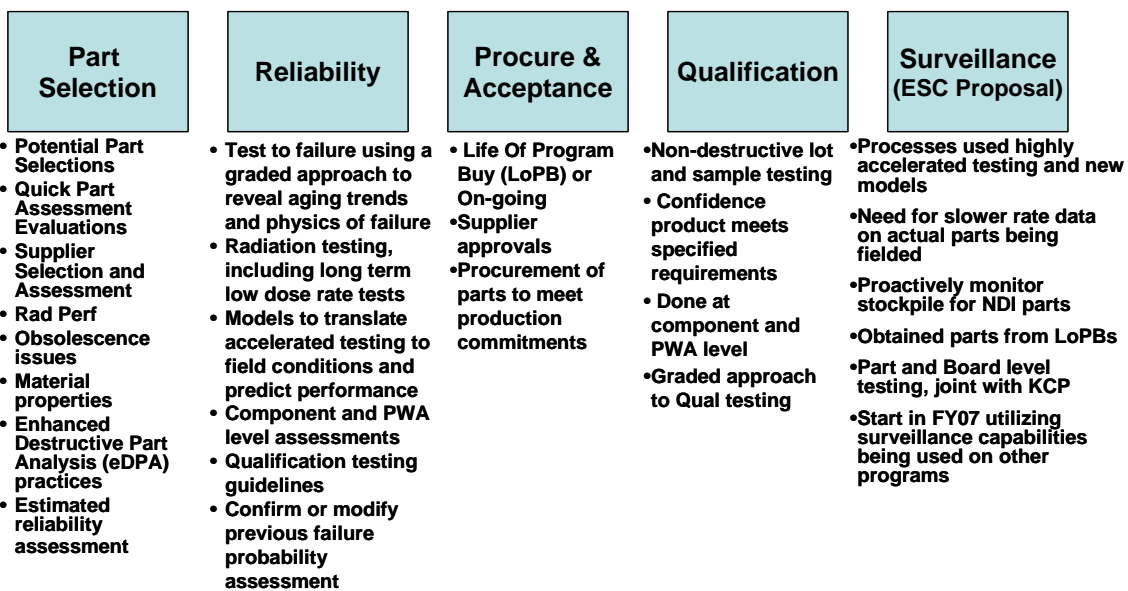 Part
Selection
• Potential Part
Selections
• Quick Part
Assessment
Evaluations
• Supplier
Selection and
Assessment
• Rad Perf
• Obsolescence
issues
• Material
properties
• Enhanced
Destructive Part
Analysis (eDPA)
practices
• Estimated
reliability
assessment
Reliability
• Test to failure using a
graded approach to
reveal aging trends
and physics of failure
• Radiation testing,
including long term
low dose rate tests
• Models to translate
accelerated testing to
field conditions and
predict performance
• Component and PWA
level assessments
• Qualification testing
guidelines
• Confirm or modify
previous failure
probability
assessment
Procure &
Acceptance
• Life Of Program
Buy (LoPB) or
On-going
•Supplier
approvals
•Procurement of
parts to meet
production
commitments
Qualification
•Non-destructive lot
and sample testing
• Confidence
product meets
specified
requirements
• Done at
component and
PWA level
•Graded approach
to Qual testing
Surveillance
(ESC Proposal)
•Processes used highly
accelerated testing and new
models
•Need for slower rate data
on actual parts being
fielded
•Proactively monitor
stockpile for NDI parts
•Obtained parts from LoPBs
•Part and Board level
testing, joint with KCP
•Start in FY07 utilizing
surveillance capabilities
being used on other
programs